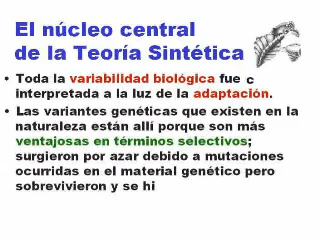 El núcleo central
de la Teoría Sintética
• Toda la variabilidad biológica fue c
interpretada a la luz de la adaptación.
• Las variantes genéticas que existen en la
naturaleza están allí porque son más
ventajosas en términos selectivos;
surgieron por azar debido a mutaciones
ocurridas en el material genético pero
sobrevivieron y se hi